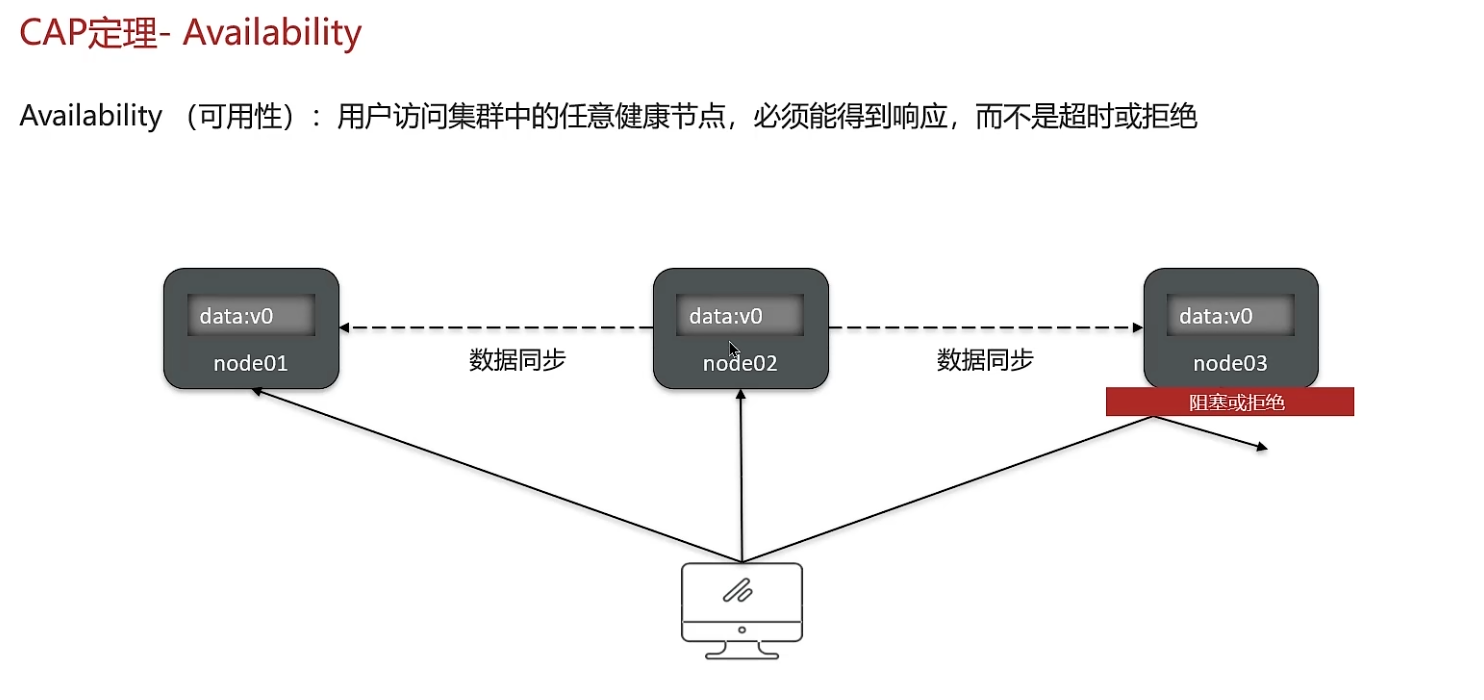 CAP定理- Availability
Availability （可用性）：用户访问集群中的任意健康节点，必须能得到响应，而不是超时或拒绝
data:v0
node01
数据同步
data:v0
node02
数据同步
data:v0
node03
阻塞或拒绝